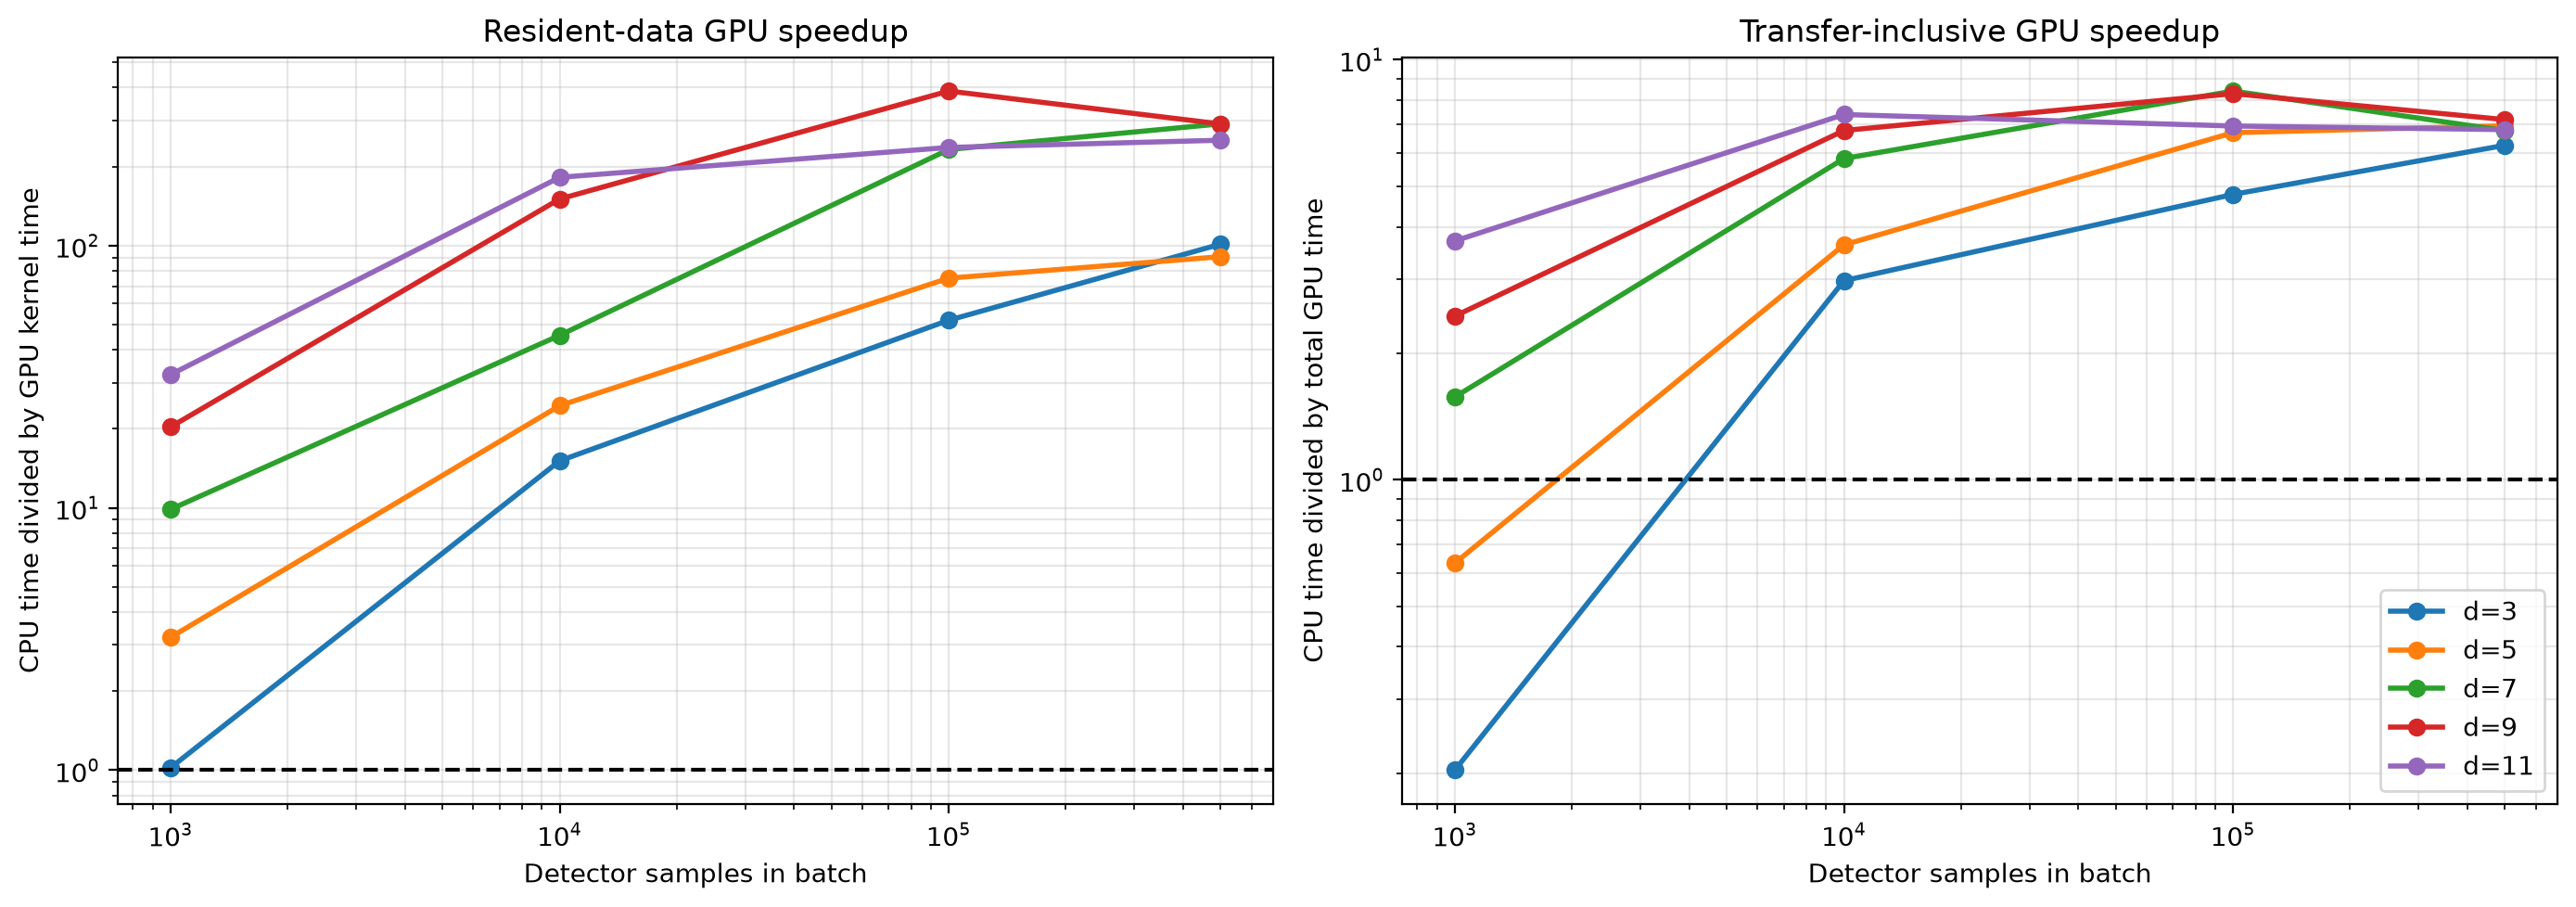 Resident-data GPU speedup
CPU time divided by GPU kernel time
10²
10¹
10⁰
10³ 10⁴ 10⁵
Detector samples in batch
Transfer-inclusive GPU speedup
CPU time divided by total GPU time
10¹
10⁰
10³ 10⁴ 10⁵
Detector samples in batch
d=3
d=5
d=7
d=9
d=11